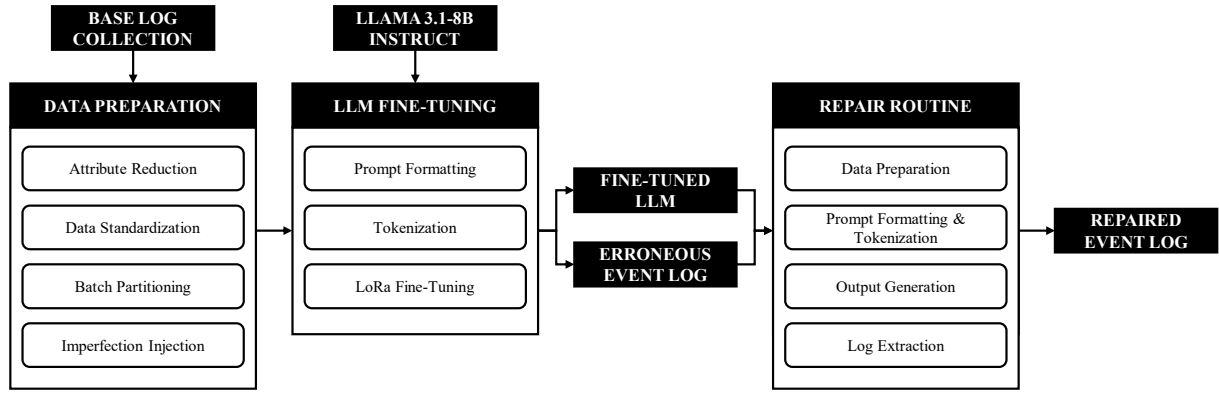 BASE LOG
COLLECTION
LLAMA 3.1-8B
INSTRUCT
DATA PREPARATION
Attribute Reduction
Data Standardization
Batch Partitioning
Imperfection Injection
LLM FINE-TUNING
Prompt Formatting
Tokenization
LoRa Fine-Tuning
FINE-TUNED
LLM
ERRONEOUS
EVENT LOG
REPAIR ROUTINE
Data Preparation
Prompt Formatting &
Tokenization
Output Generation
Log Extraction
REPAIRED
EVENT LOG